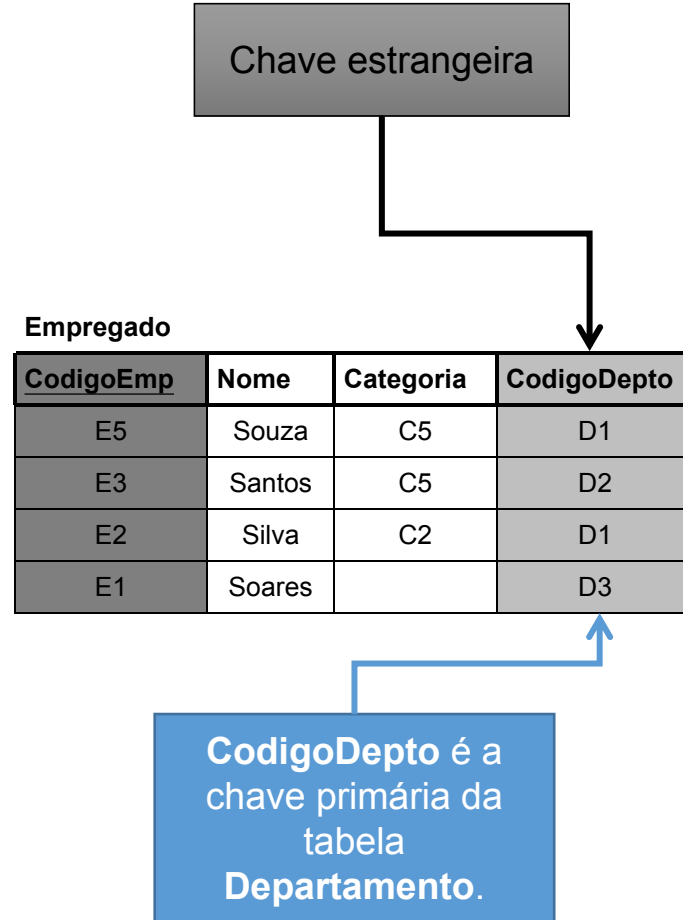 Chave estrangeira
Empregado
CodigoEmp Nome Categoria CodigoDepto
E5 Souza C5 D1
E3 Santos C5 D2
E2 Silva C2 D1
E1 Soares D3
CodigoDepto é a
chave primária da
tabela
Departamento.